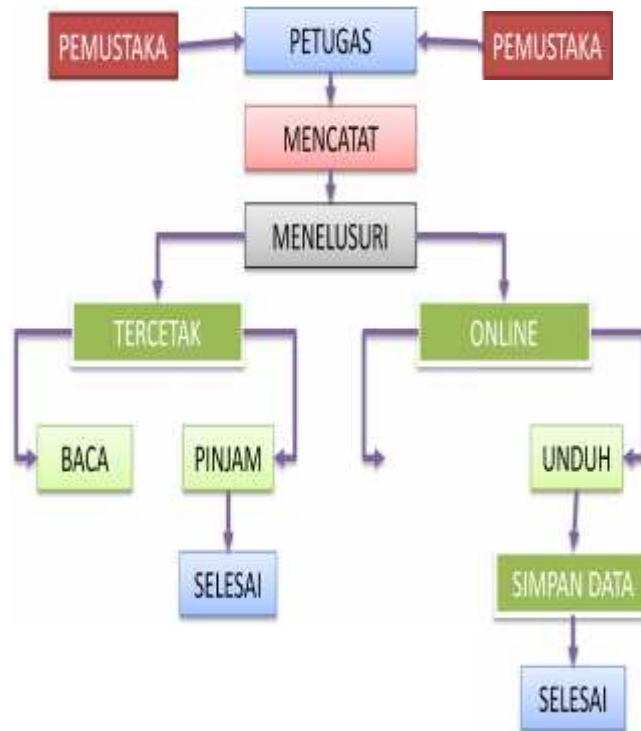 PEMUSTAKA
PETUGAS
PEMUSTAKA
MENCATAT
MENELUSURI
TERCETAK
ONLINE
BACA
PINJAM
UNDUH
SELESAI
SIMPAN DATA
SELESAI